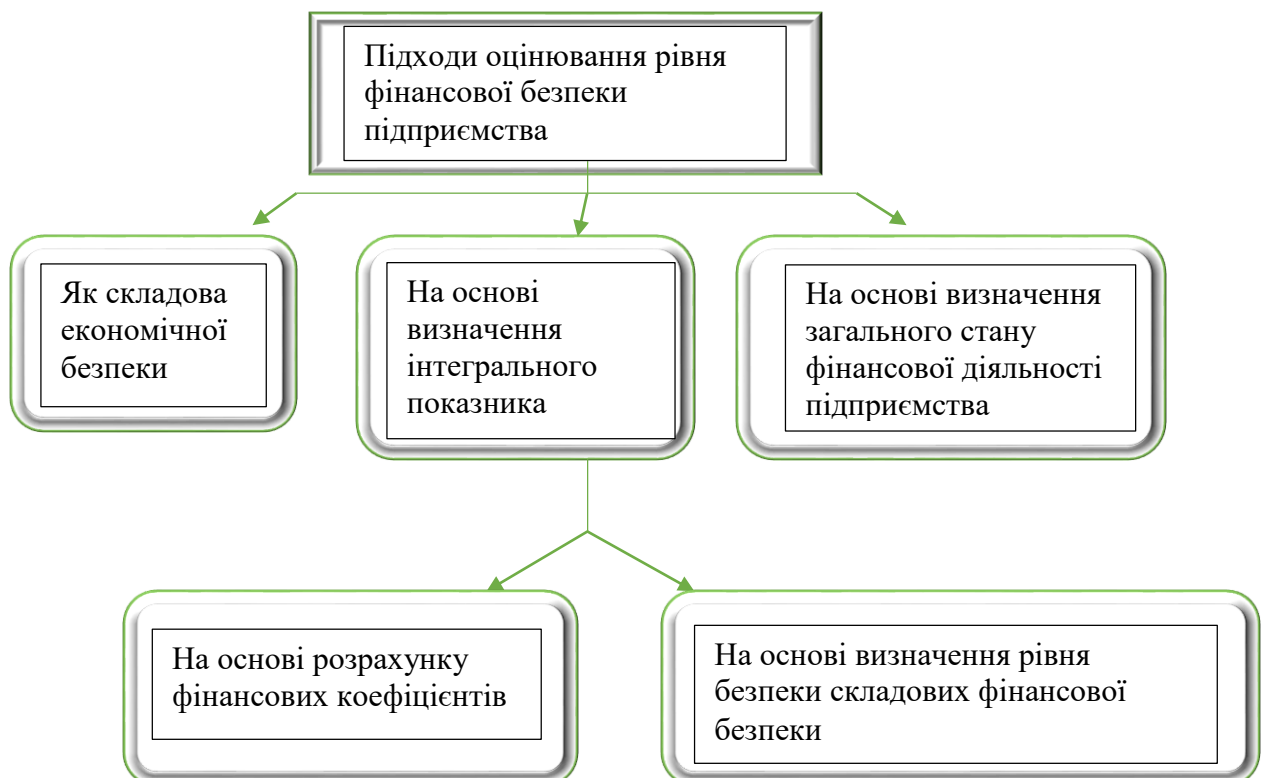 Підходи оцінювання рівня
фінансової безпеки
підприємства
Як складова
економічної
безпеки
На основі
визначення
інтегрального
показника
На основі визначення
загального стану
фінансової діяльності
підприємства
На основі розрахунку
фінансових коефіцієнтів
На основі визначення рівня
безпеки складових фінансової
безпеки